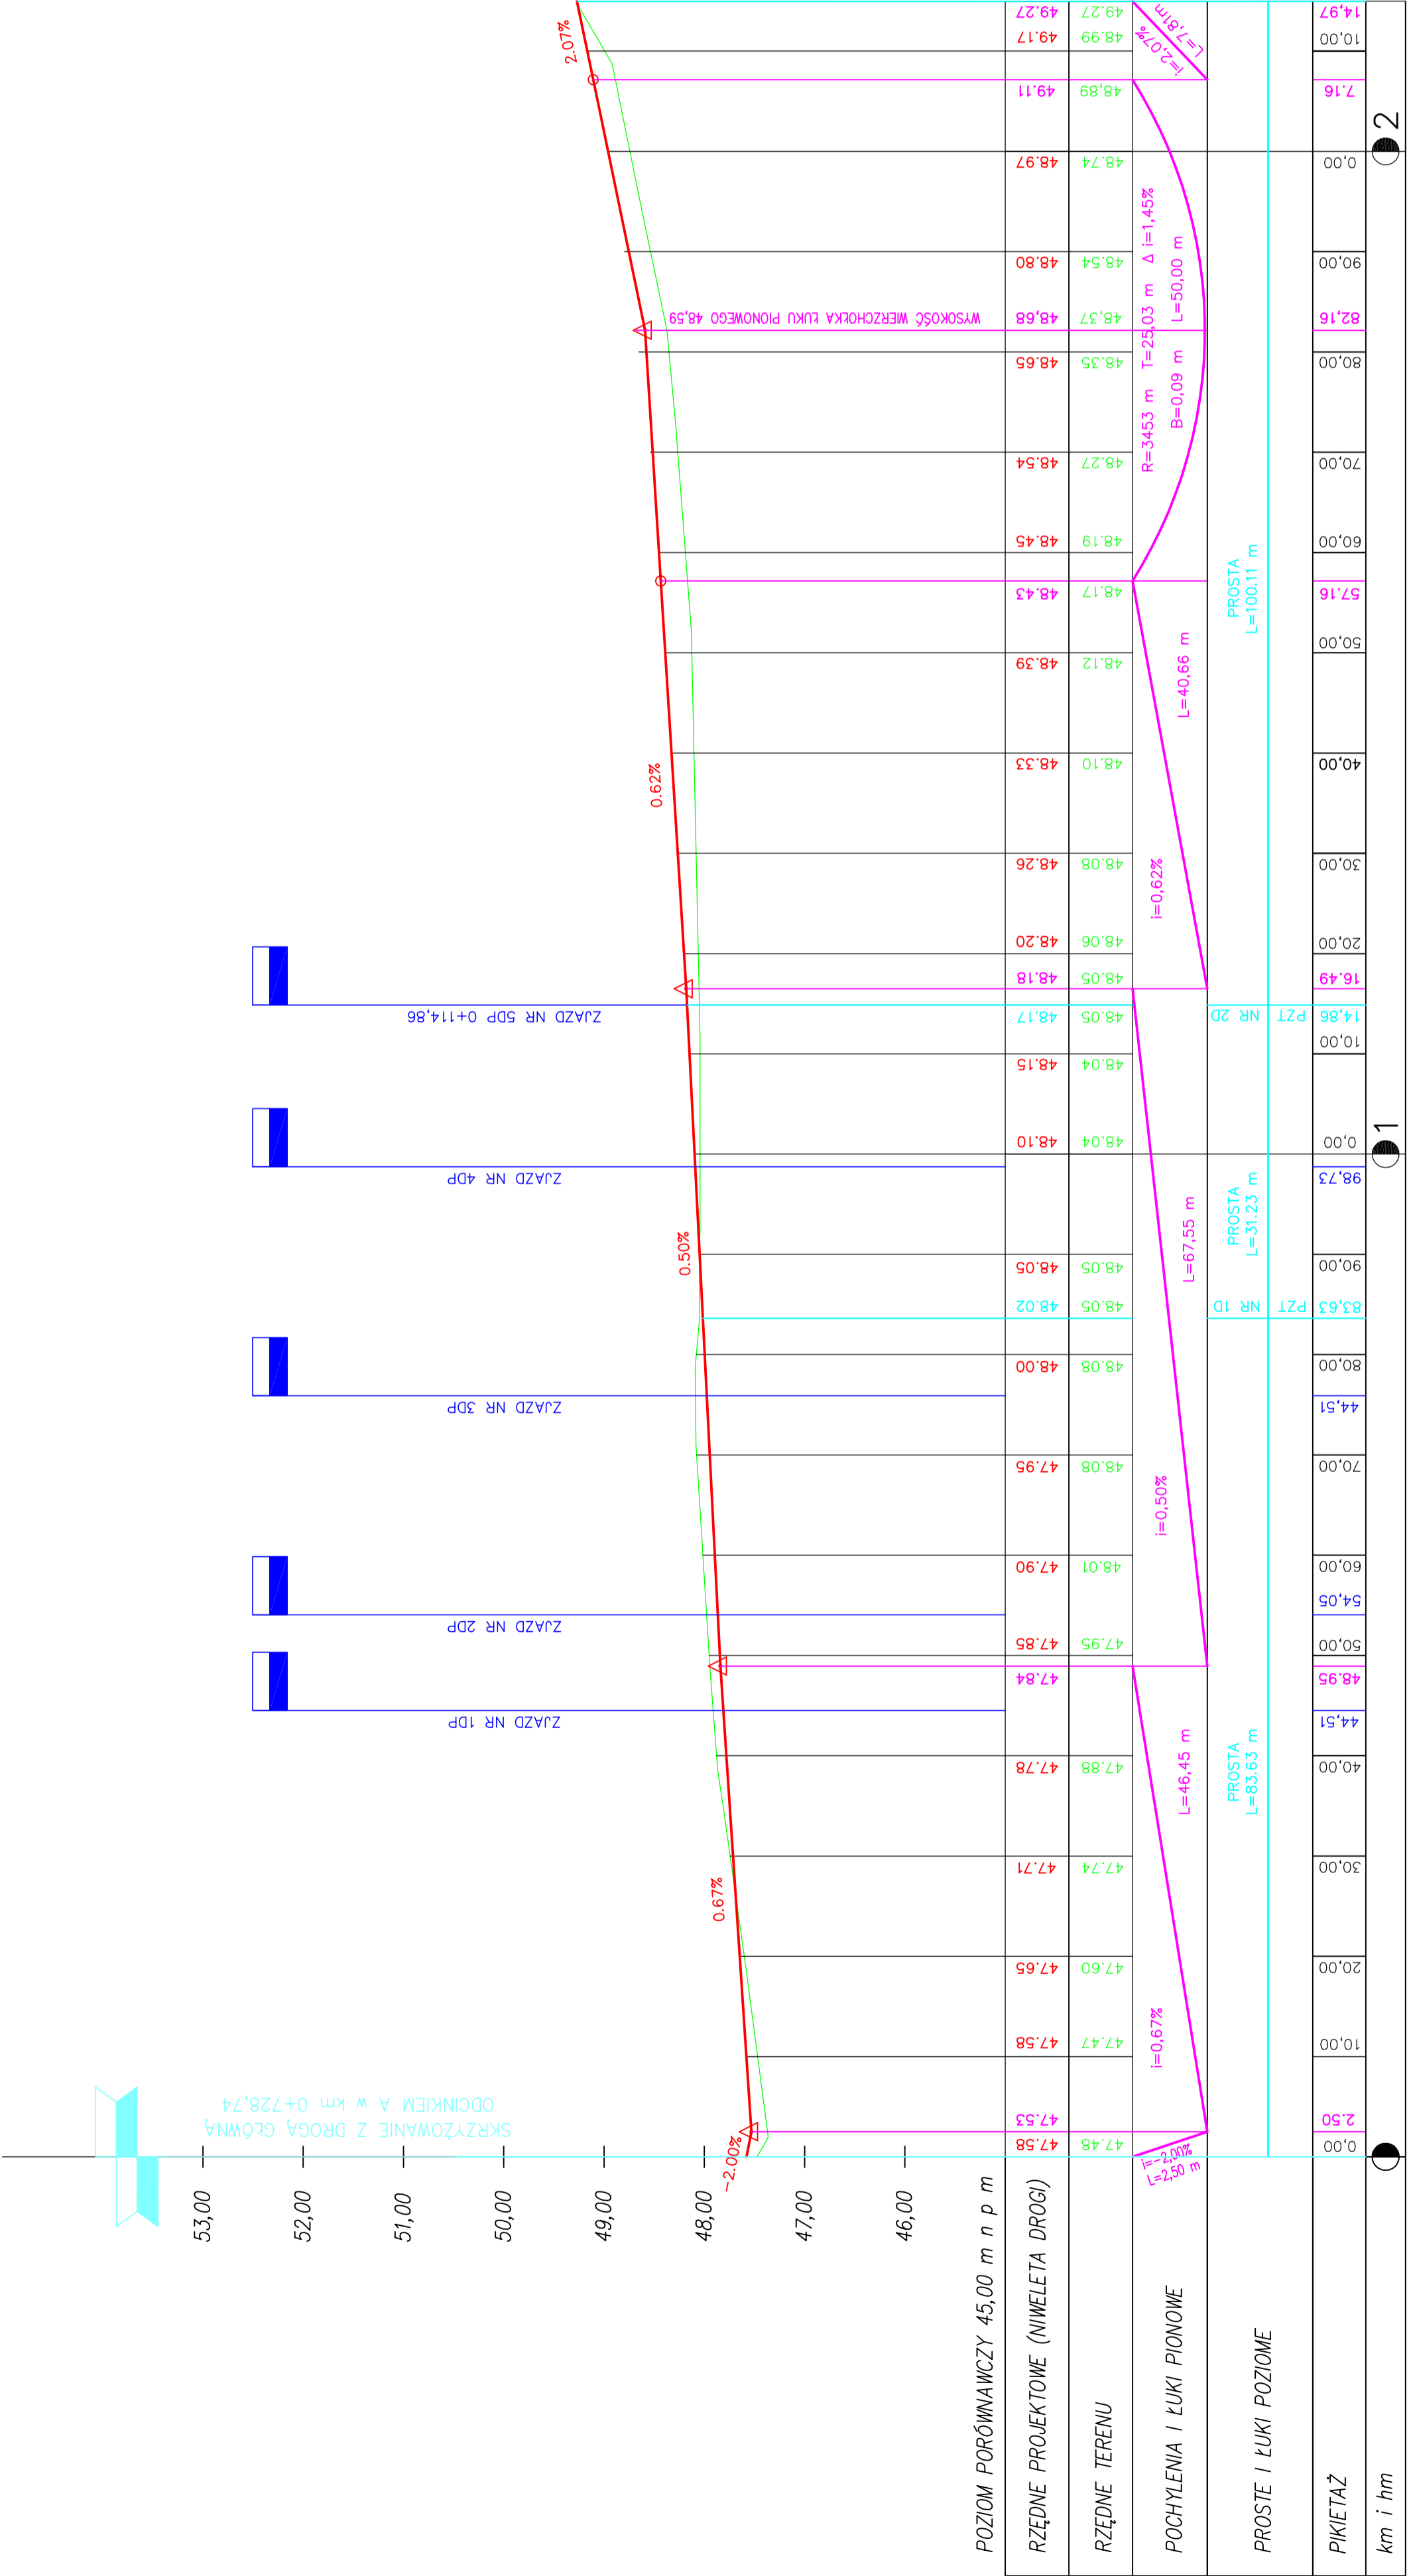 SKRZYŻOWANIE Z DROGĄ GŁÓWNĄ
ODCINKIEM A w km 0+728,74
53,00
52,00
51,00
50,00
49,00
48,00
47,00
46,00
ZJAZD NR 1DP
ZJAZD NR 2DP
ZJAZD NR 3DP
ZJAZD NR 4DP
ZJAZD NR 5DP 0+114,86
-2.00%
0.67%
0.50%
0.62%
2.07%
WYSOKOŚĆ WIERZCHOŁKA ŁUKU PIONOWEGO 48,59
POZIOM PORÓWNAWCZY 45,00 m n p m
RZĘDNE PROJEKTOWE (NIWELETA DROGI)
47.58 47.53 47.58 47.65 47.71 47.78 47.84 47.85 47.90 47.95 48.00 48.02 48.05 48.10 48.15 48.17 48.18 48.20 48.26 48.33 48.39 48.43 48.45 48.54 48.65 48,68 48.80 48.97 49.11 49.17 49.27
RZĘDNE TERENU
47.48 47.47 47.60 47.74 47.88 47.95 48.01 48.08 48.08 48.05 48.05 48.04 48.04 48.05 48.05 48.06 48.08 48.10 48.12 48.17 48.19 48.27 48.35 48,37 48.54 48.74 48,89 48.99 49.27
POCHYLENIA I ŁUKI PIONOWE
i=-2,00%
L=2,50 m
i=0,67%
L=46,45 m
i=0,50%
L=67,55 m
i=0,62%
L=40,66 m
R=3453 m T=25,03 m Δ i=1,45%
B=0,09 m L=50,00 m
i=2,07%
L=7,81m
PROSTE I ŁUKI POZIOME
PROSTA
L=83.63 m
PZT NR 1D
PROSTA
L=31.23 m
PZT NR 2D
PROSTA
L=100.11 m
PIKIETAŻ
0,00 2.50 10,00 20,00 30,00 40,00 44,51 48.95 50,00 54,05 60,00 70,00 44,51 80,00 83,63 90,00 98,73 0,00 10,00 14,86 16.49 20,00 30,00 40,00 50,00 57.16 60,00 70,00 80,00 82,16 90,00 0,00 7.16 10,00 14,97
km i hm
1
2